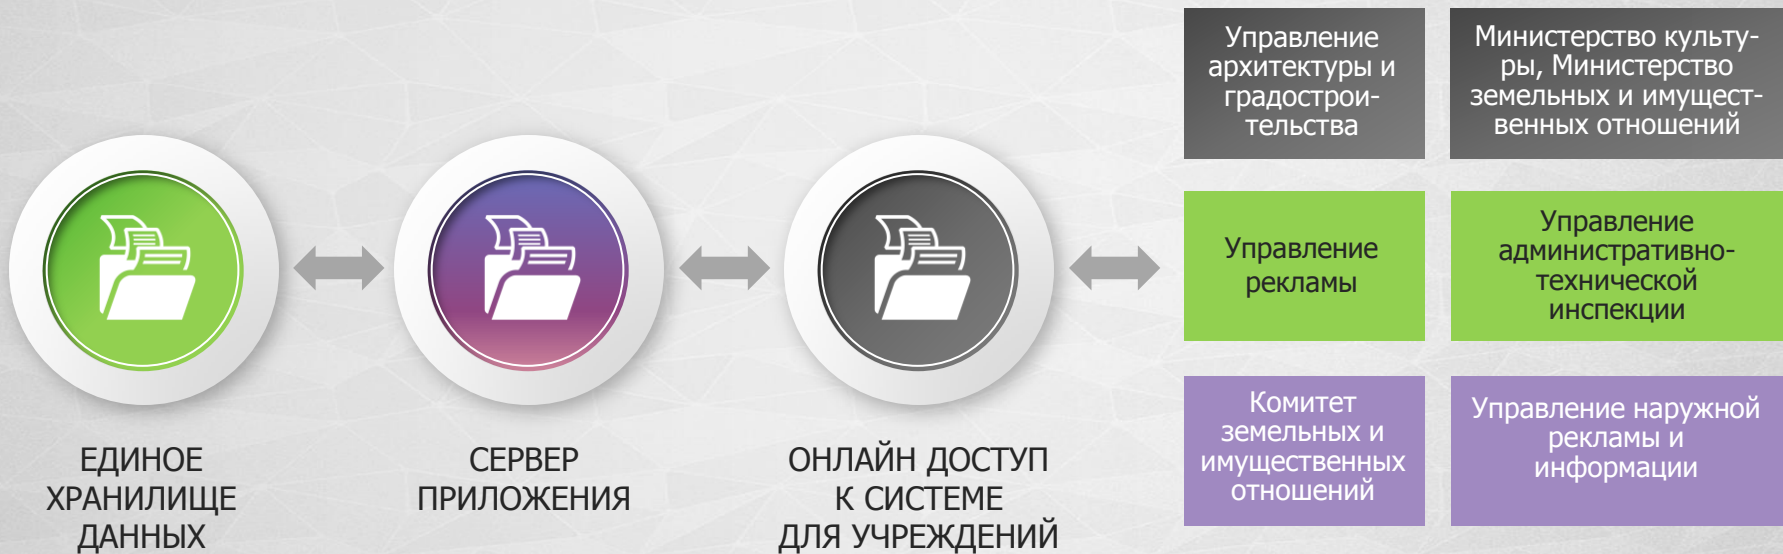 ЕДИНОЕ
ХРАНИЛИЩЕ
ДАННЫХ
СЕРВЕР
ПРИЛОЖЕНИЯ
ОНЛАЙН ДОСТУП
К СИСТЕМЕ
ДЛЯ УЧРЕЖДЕНИЙ
Управление
архитектуры и
градострои-
тельства
Министерство культу-
ры, Министерство
земельных и имущест-
венных отношений
Управление
рекламы
Управление
административно-
технической
инспекции
Комитет
земельных и
имущественных
отношений
Управление наружной
рекламы и
информации